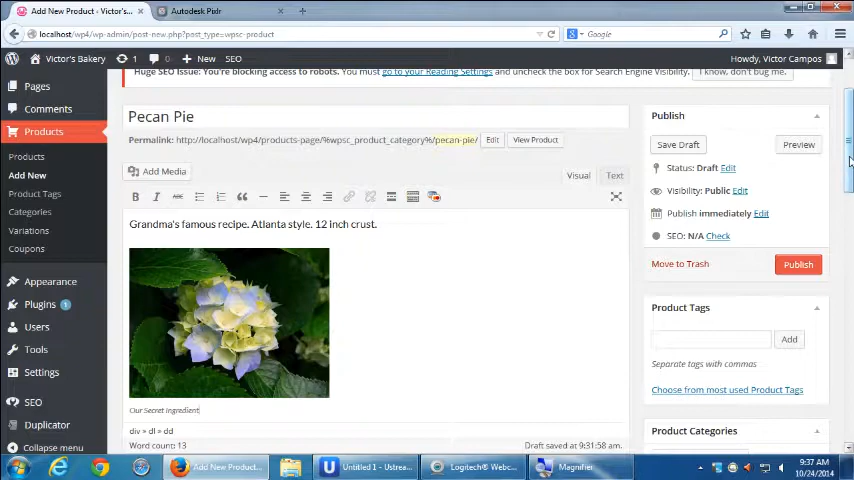 Add New Product - Victor's...
Autodesk Pixlr
localhost/wp4/wp-admin/post-new.php?post_type=wpsc-product
Google
Victor's Bakery
1
New
SEO
Howdy, Victor Campos
Huge SEO Issue: You're blocking access to robots. You must go to your Reading Settings and uncheck the box for Search Engine Visibility.
I know, don't bug me.
Pages
Comments
Products
Products
Add New
Product Tags
Categories
Variations
Coupons
Appearance
Plugins 1
Users
Tools
Settings
SEO
Duplicator
Collapse menu
Pecan Pie
Permalink: http://localhost/wp4/products-page/%wpsc_product_category%/pecan-pie/
Edit
View Product
Add Media
Visual
Text
ABC
Grandma's famous recipe. Atlanta style. 12 inch crust.
Our Secret Ingredient
div » dl » dd
Word count: 13
Draft saved at 9:31:58 am.
Publish
Save Draft
Preview
Status: Draft Edit
Visibility: Public Edit
Publish immediately Edit
SEO: N/A Check
Move to Trash
Publish
Product Tags
Add
Separate tags with commas
Choose from most used Product Tags
Product Categories
Add New Product...
Untitled 1 - Ustrea...
Logitech® Webc...
Magnifier
9:37 AM
10/24/2014